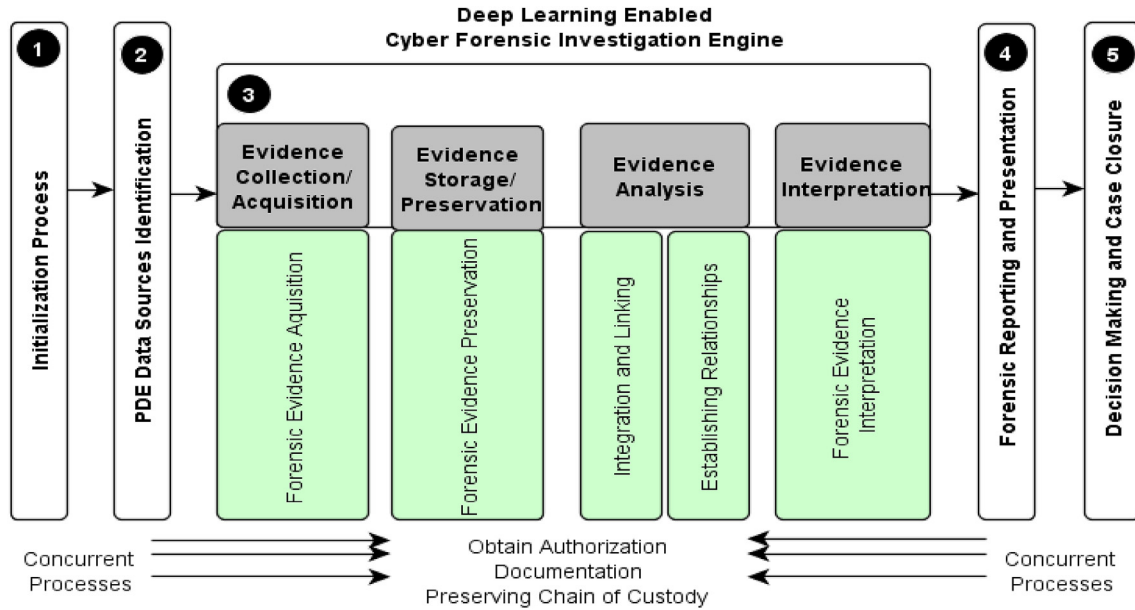 Deep Learning Enabled
Cyber Forensic Investigation Engine
1
Initialization Process
2
PDE Data Sources Identification
3
Evidence
Collection/
Acquisition
Evidence
Storage/
Preservation
Evidence
Analysis
Evidence
Interpretation
Forensic Evidence Aquisition
Forensic Evidence Preservation
Integration and Linking
Establishing Relationships
Forensic Evidence
Interpretation
4
Forensic Reporting and Presentation
5
Decision Making and Case Closure
Concurrent
Processes
Obtain Authorization
Documentation
Preserving Chain of Custody
Concurrent
Processes